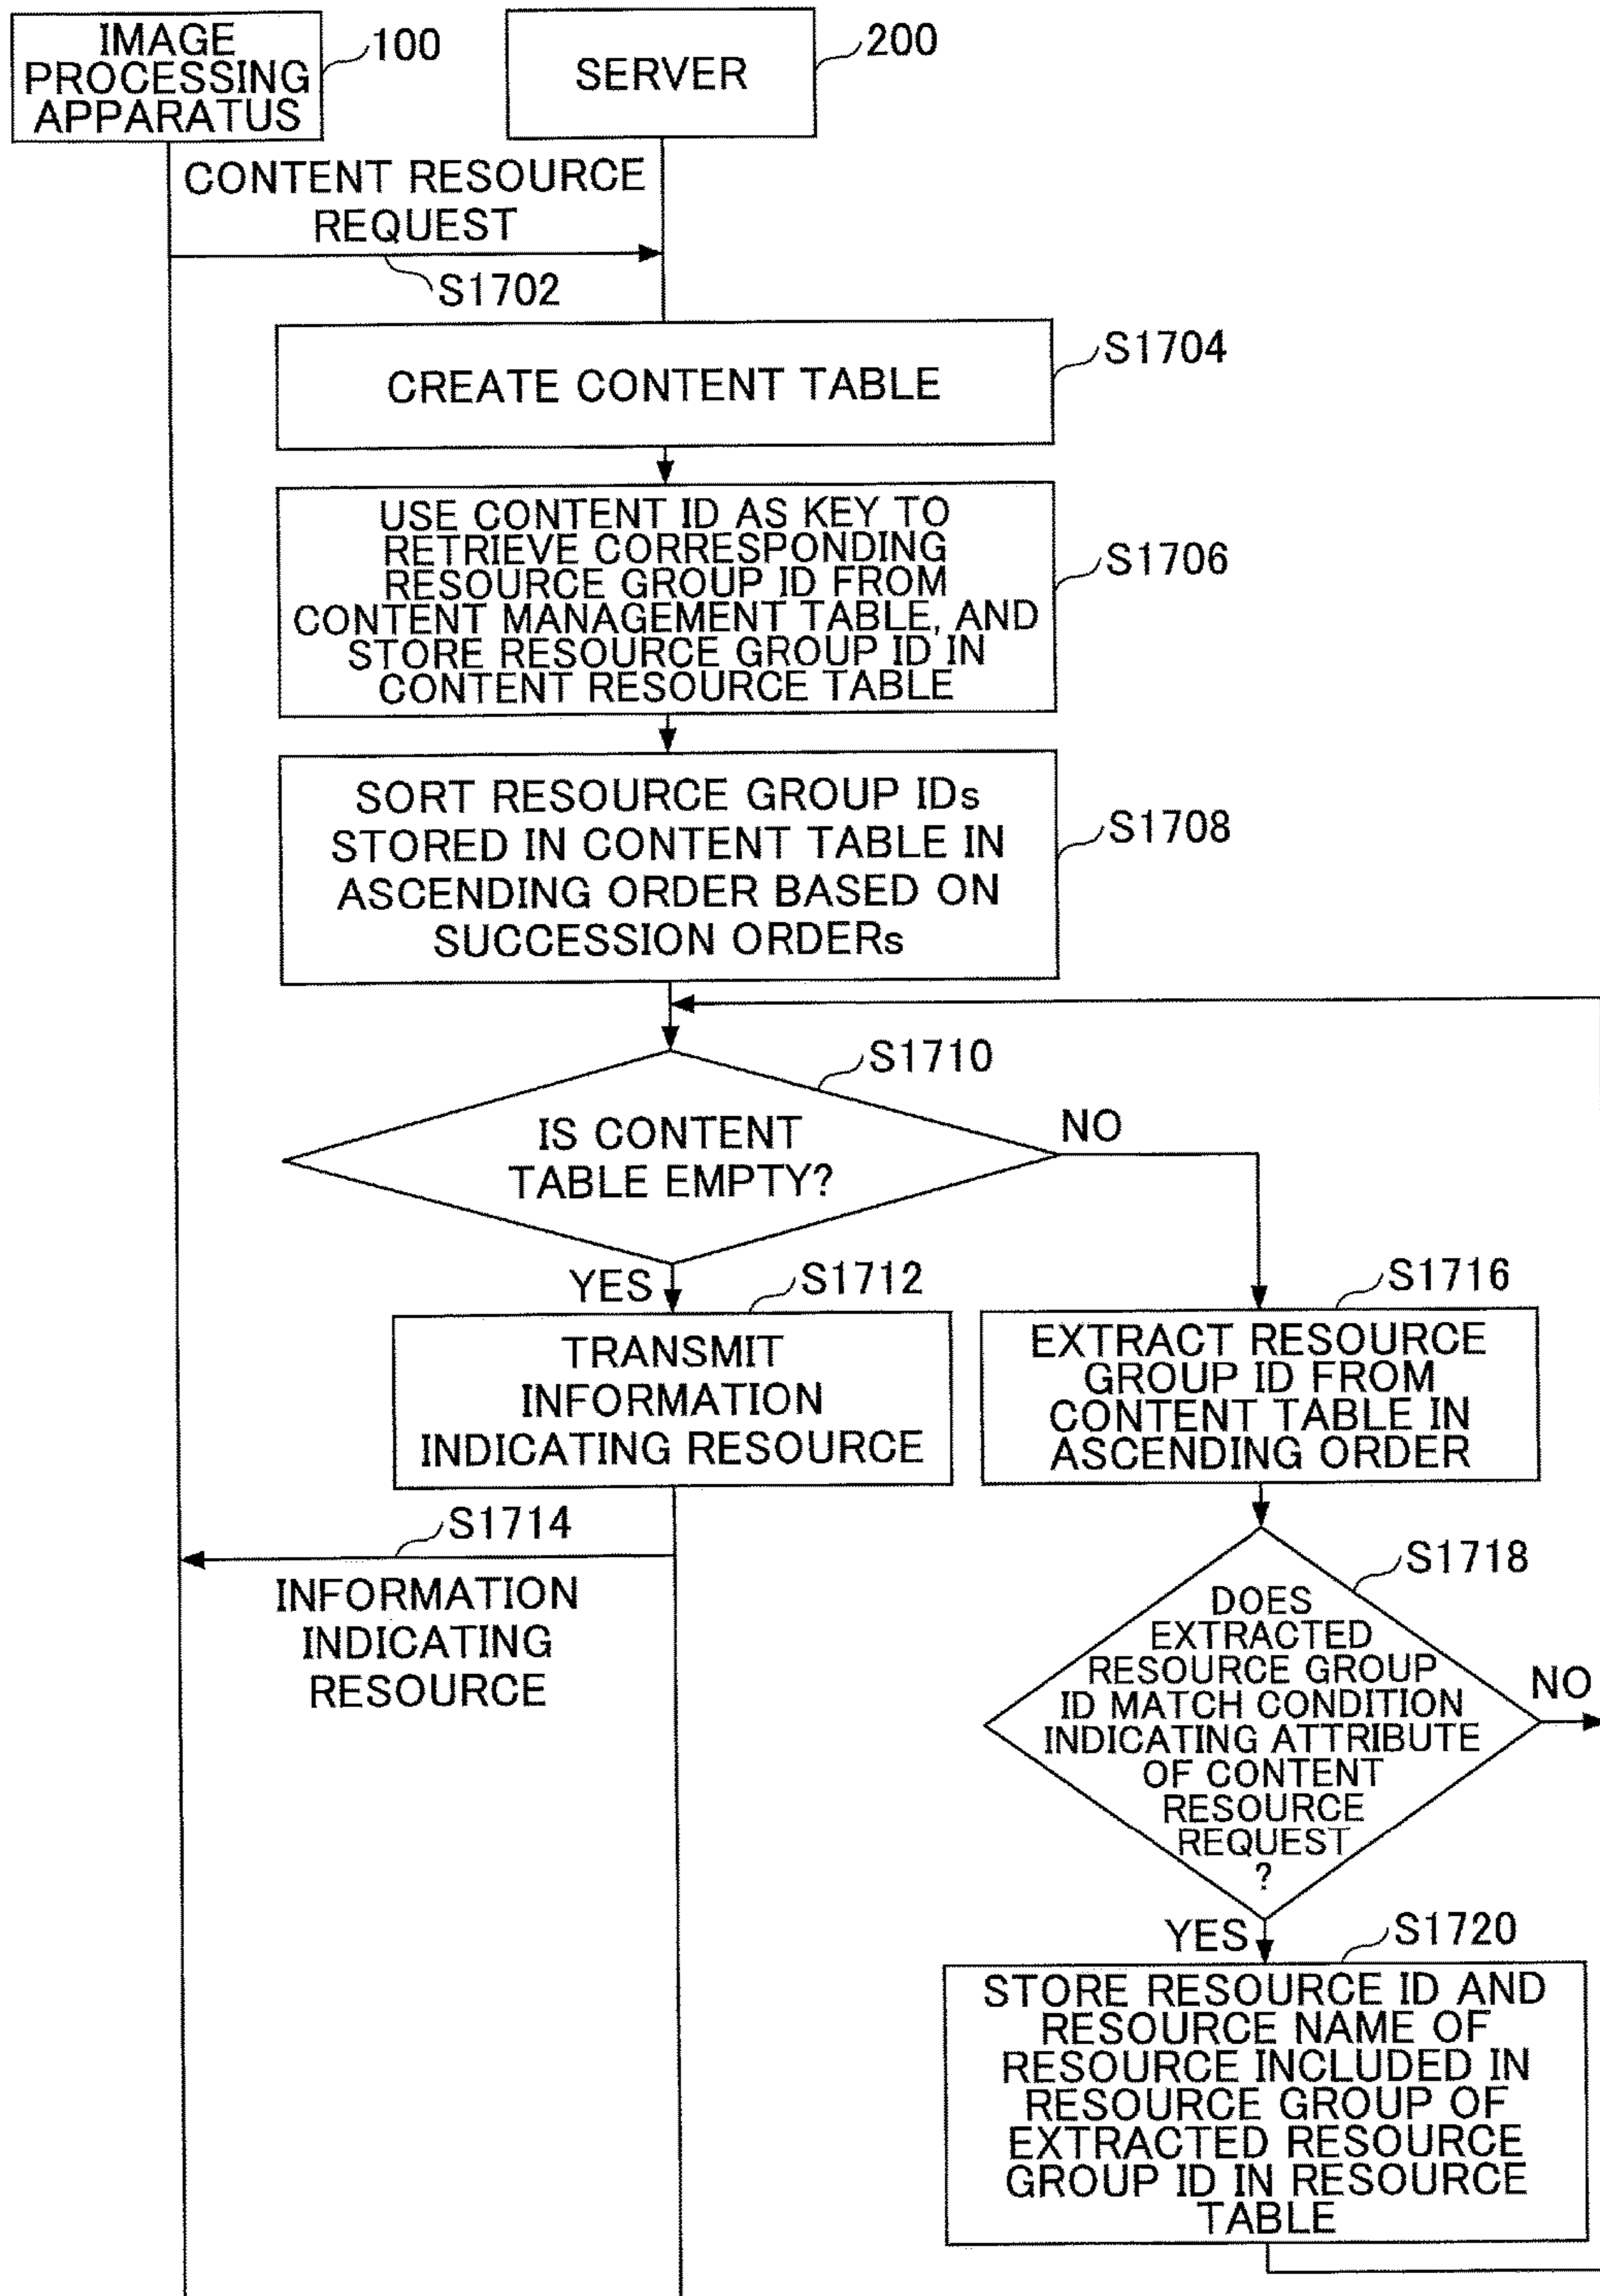 IMAGE
PROCESSING
APPARATUS
100
SERVER
200
CONTENT RESOURCE
REQUEST
S1702
CREATE CONTENT TABLE
S1704
USE CONTENT ID AS KEY TO
RETRIEVE CORRESPONDING
RESOURCE GROUP ID FROM
CONTENT MANAGEMENT TABLE, AND
STORE RESOURCE GROUP ID IN
CONTENT RESOURCE TABLE
S1706
SORT RESOURCE GROUP IDs
STORED IN CONTENT TABLE IN
ASCENDING ORDER BASED ON
SUCCESSION ORDERs
S1708
S1710
IS CONTENT
TABLE EMPTY?
NO
YES
S1712
TRANSMIT
INFORMATION
INDICATING RESOURCE
S1714
INFORMATION
INDICATING
RESOURCE
S1716
EXTRACT RESOURCE
GROUP ID FROM
CONTENT TABLE IN
ASCENDING ORDER
S1718
DOES
EXTRACTED
RESOURCE GROUP
ID MATCH CONDITION
INDICATING ATTRIBUTE
OF CONTENT
RESOURCE
REQUEST
?
NO
YES
S1720
STORE RESOURCE ID AND
RESOURCE NAME OF
RESOURCE INCLUDED IN
RESOURCE GROUP OF
EXTRACTED RESOURCE
GROUP ID IN RESOURCE
TABLE